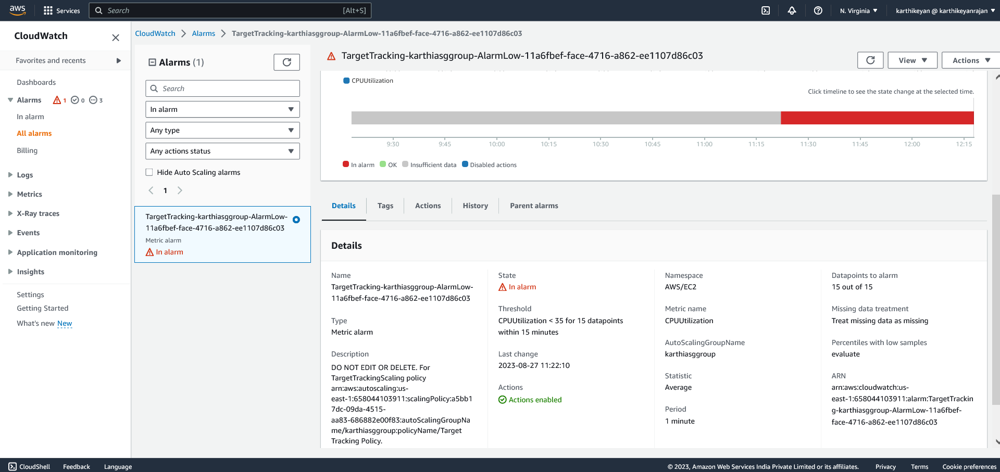 aws
Services
Search
[Alt+S]
N. Virginia
karthikeyan @ karthikeyanrajan
CloudWatch
Favorites and recents
Dashboards
Alarms 1 0 3
In alarm
All alarms
Billing
Logs
Metrics
X-Ray traces
Events
Application monitoring
Insights
Settings
Getting Started
What's new New
CloudWatch
Alarms
TargetTracking-karthiasggroup-AlarmLow-11a6fbef-face-4716-a862-ee1107d86c03
Alarms (1)
Search
In alarm
Any type
Any actions status
Hide Auto Scaling alarms
1
TargetTracking-karthiasggroup-AlarmLow-
11a6fbef-face-4716-a862-ee1107d86c03
Metric alarm
In alarm
TargetTracking-karthiasggroup-AlarmLow-11a6fbef-face-4716-a862-ee1107d86c03
View
Actions
CPUUtilization
Click timeline to see the state change at the selected time.
9:30 9:45 10:00 10:15 10:30 10:45 11:00 11:15 11:30 11:45 12:00 12:15
In alarm OK Insufficient data Disabled actions
Details
Tags
Actions
History
Parent alarms
Details
Name
TargetTracking-karthiasggroup-AlarmLow-
11a6fbef-face-4716-a862-ee1107d86c03
Type
Metric alarm
Description
DO NOT EDIT OR DELETE. For
TargetTrackingScaling policy
arn:aws:autoscaling:us-
east-1:658044103911:scalingPolicy:a5bb1
7dc-09da-4515-
aa83-686882e00f83:autoScalingGroupNa
me/karthiasggroup:policyName/Target
Tracking Policy.
State
In alarm
Threshold
CPUUtilization < 35 for 15 datapoints
within 15 minutes
Last change
2023-08-27 11:22:10
Actions
Actions enabled
Namespace
AWS/EC2
Metric name
CPUUtilization
AutoScalingGroupName
karthiasggroup
Statistic
Average
Period
1 minute
Datapoints to alarm
15 out of 15
Missing data treatment
Treat missing data as missing
Percentiles with low samples
evaluate
ARN
arn:aws:cloudwatch:us-
east-1:658044103911:alarm:TargetTrackin
g-karthiasggroup-AlarmLow-11a6fbef-
face-4716-a862-ee1107d86c03
CloudShell
Feedback
Language
© 2023, Amazon Web Services India Private Limited or its affiliates.
Privacy
Terms
Cookie preferences